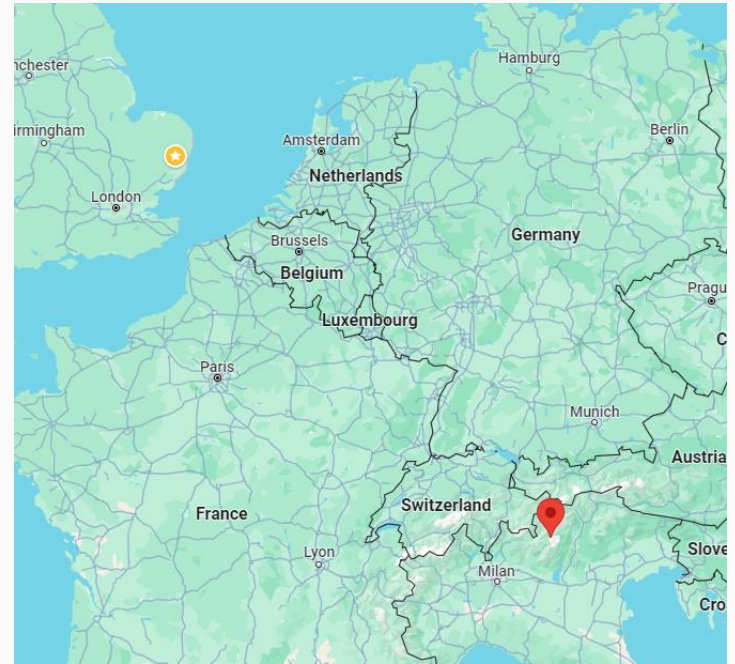 Hamburg
nchester
irmingham
Berlin
Amsterdam
Netherlands
London
Germany
Brussels
Belgium
Pragu
Luxembourg
C
Paris
Munich
Austria
Switzerland
France
Lyon
Slove
Milan
Cro